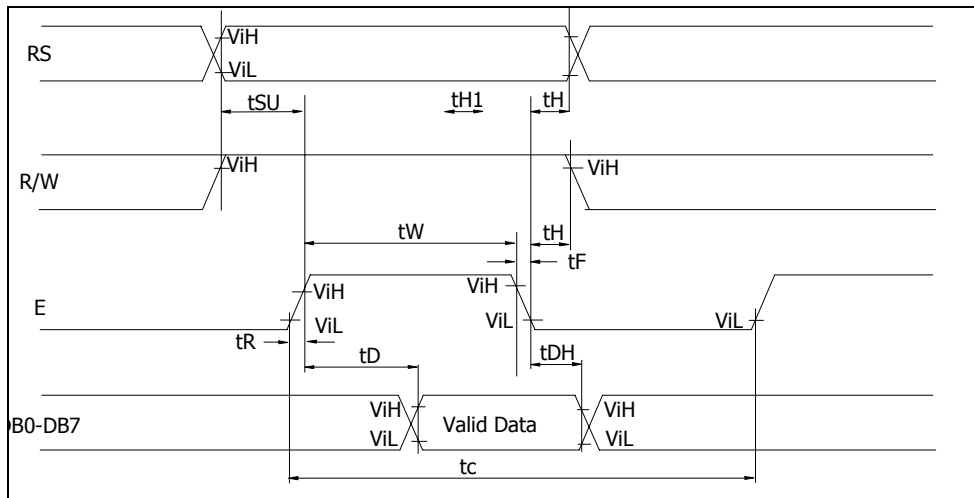 ViH
RS
ViL
tSU
tH1
tH
ViH
ViH
R/W
tW
tH
tF
ViH
ViH
E
ViL
ViL
ViL
tR
tD
tDH
ViH
ViH
DB0-DB7
Valid Data
ViL
ViL
tc